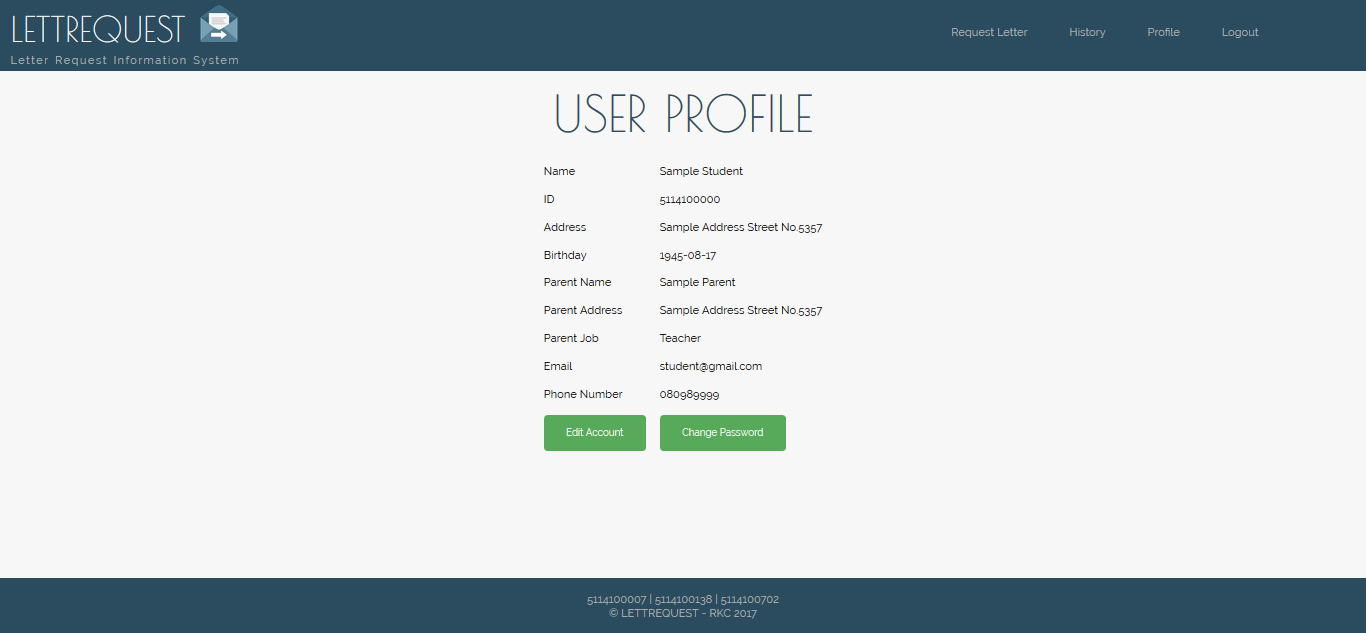 LETTREQUEST
Letter Request Information System
Request Letter History Profile Logout
USER PROFILE
Name Sample Student
ID 5114100000
Address Sample Address Street No.5357
Birthday 1945-08-17
Parent Name Sample Parent
Parent Address Sample Address Street No.5357
Parent Job Teacher
Email student@gmail.com
Phone Number 080989999
Edit Account Change Password
5114100007 | 5114100138 | 5114100702
© LETTREQUEST - RKC 2017